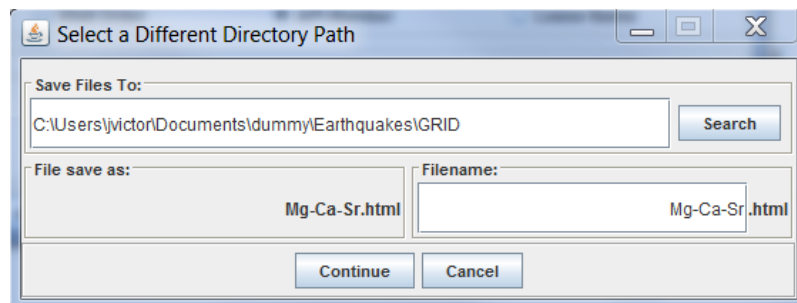 Select a Different Directory Path
Save Files To:
C:\Users\jvictor\Documents\dummy\Earthquakes\GRID
Search
File save as:
Filename:
Mg-Ca-Sr.html
Mg-Ca-Sr .html
Continue
Cancel